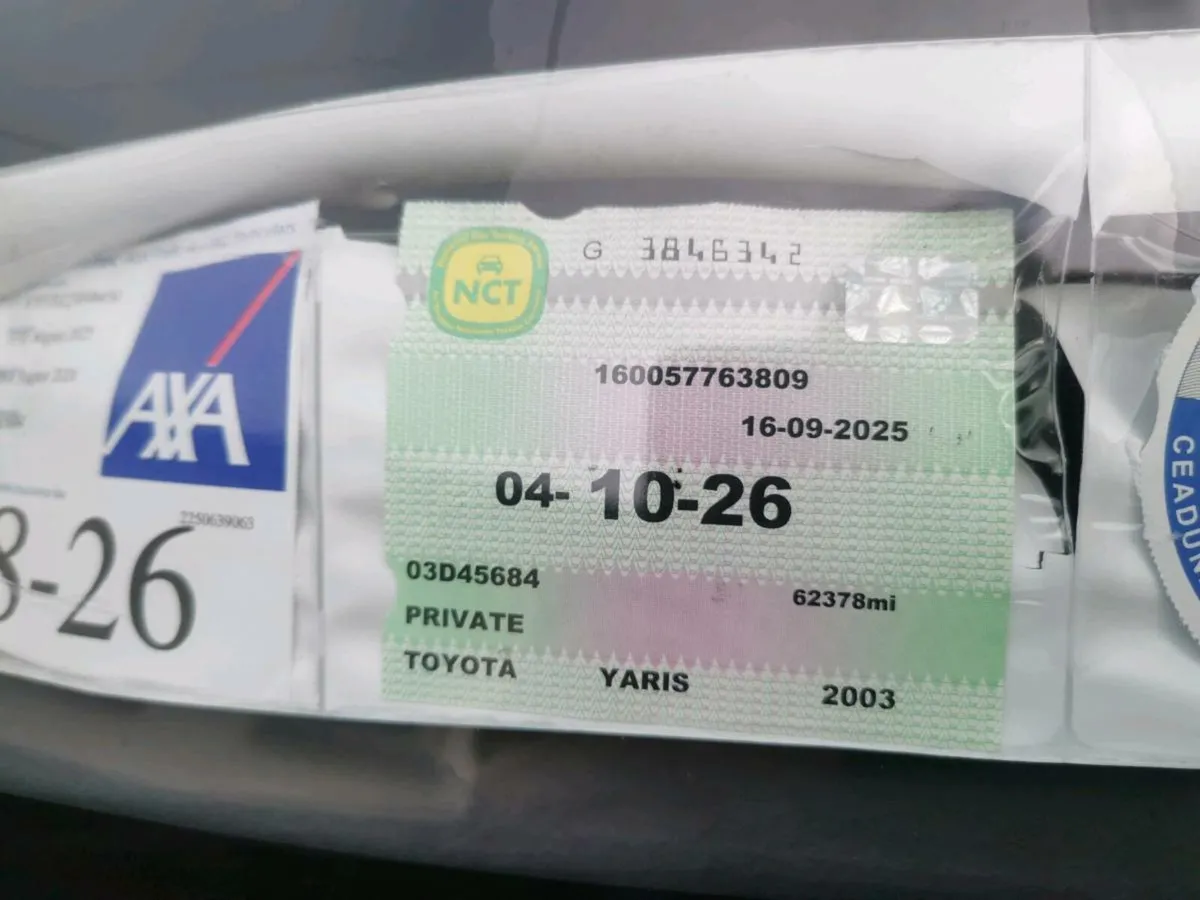 AXA
2250639063
8-26
NCT
G 3846342
160057763809
16-09-2025
04-10-26
03D45684
62378mi
PRIVATE
TOYOTA YARIS 2003
CEADUN